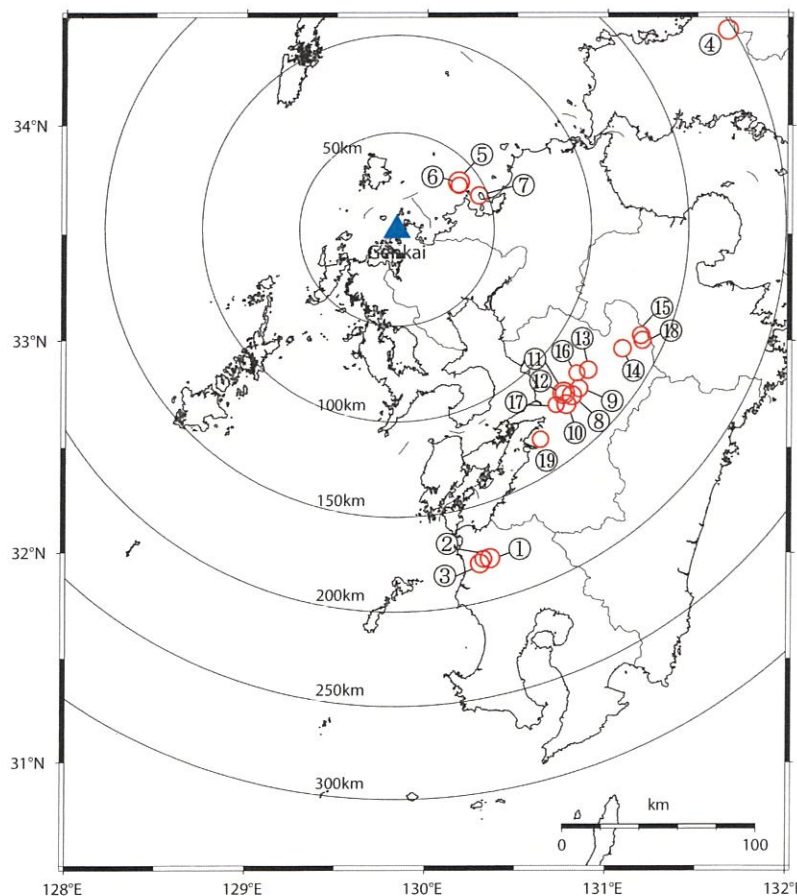 ④
34°N
50km
⑤
⑥
⑦
Genkai
33°N
⑮
⑬
⑯
⑱
⑪
⑭
⑫
⑨
⑰
⑧
100km
⑩
⑲
150km
②
①
32°N
③
200km
250km
31°N
300km
km
0
100
128°E
129°E
130°E
131°E
132°E